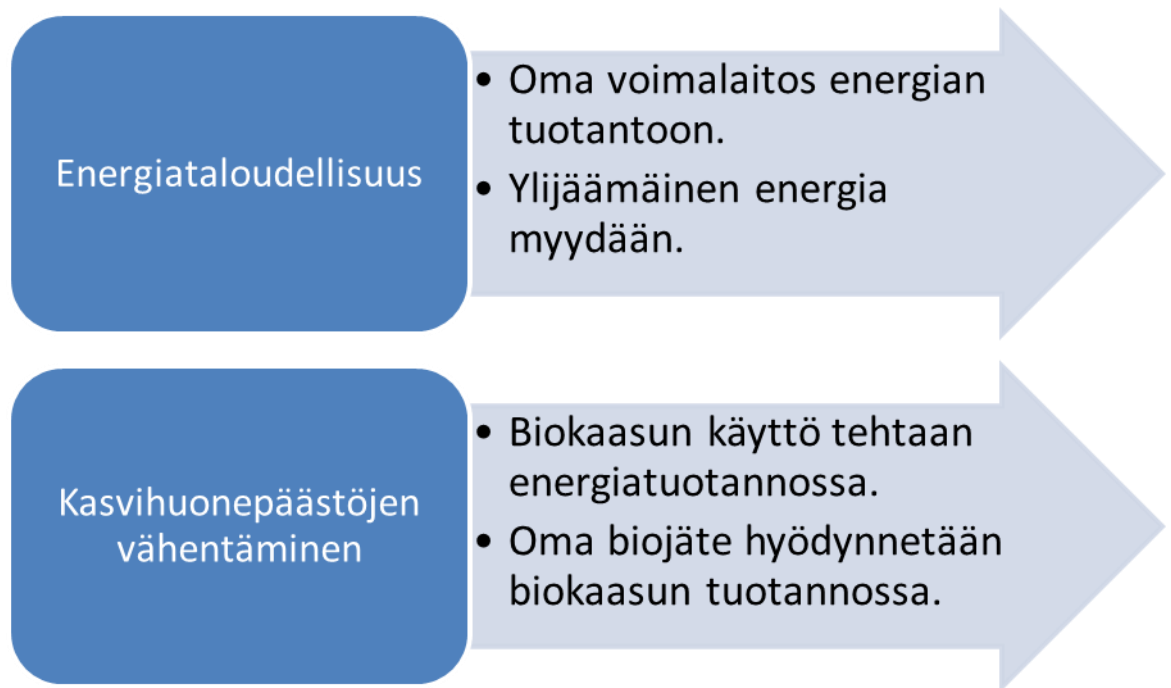 Energiataloudellisuus
• Oma voimalaitos energian
tuotantoon.
• Ylijäämäinen energia
myydään.
Kasvihuonepäästöjen
vähentäminen
• Biokaasun käyttö tehtaan
energiatuotannossa.
• Oma biojäte hyödynnetään
biokaasun tuotannossa.